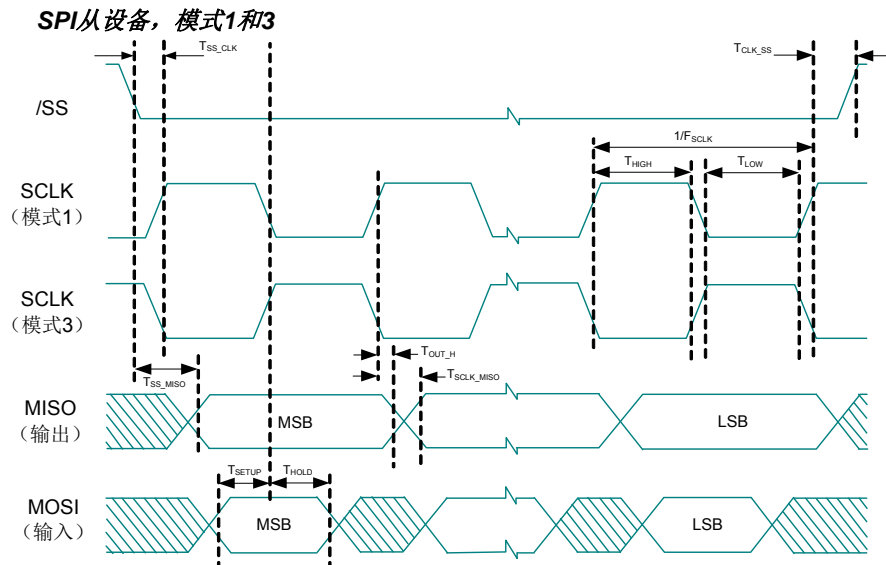 SPI从设备，模式1和3
TSS_CLK
TCLK_SS
/SS
1/FSCLK
THIGH
TLOW
SCLK
（模式1）
SCLK
（模式3）
TOUT_H
TSS_MISO
TSCLK_MISO
MISO
（输出）
MSB
LSB
TSETUP
THOLD
MOSI
（输入）
MSB
LSB